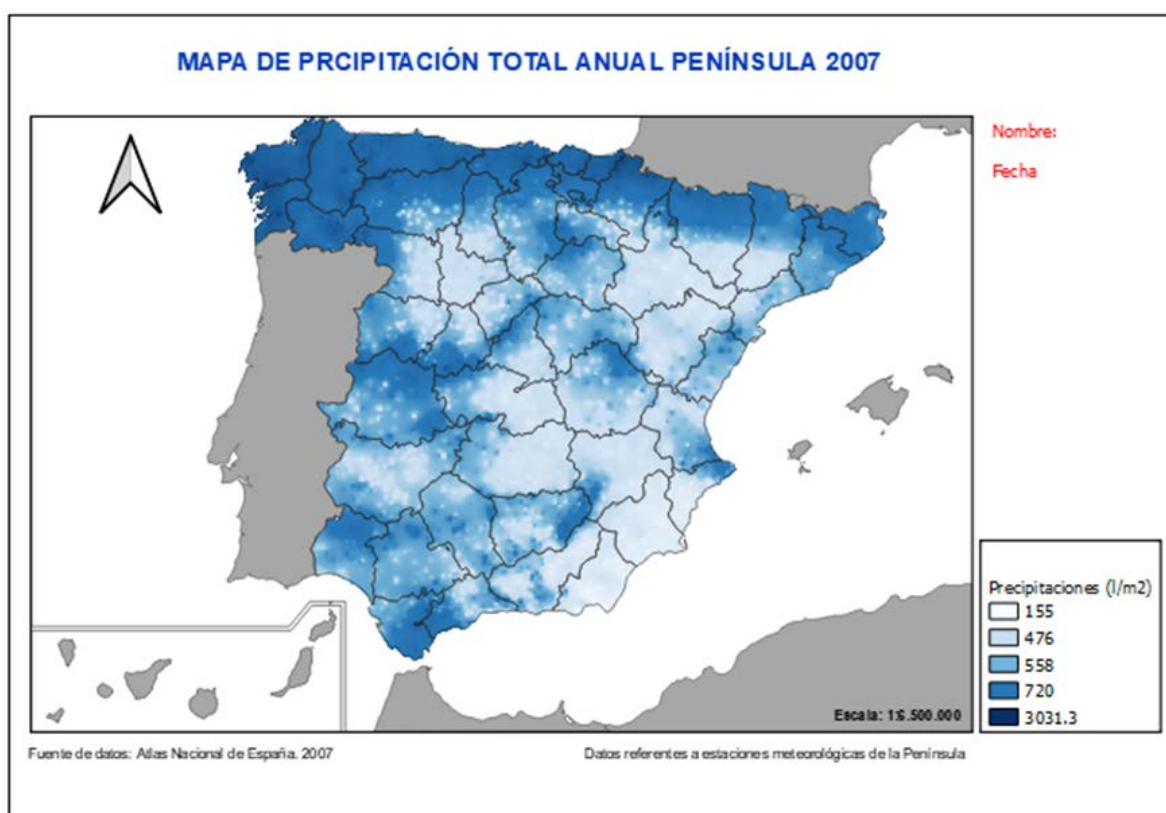 MAPA DE PRCIPITACIÓN TOTAL ANUAL PENÍNSULA 2007
Nombre:
Fecha
Precipitaciones (l/m2)
155
476
558
720
3031.3
Escala: 1:6.500.000
Fuente de datos: Atlas Nacional de España. 2007
Datos referentes a estaciones meteorológicas de la Península